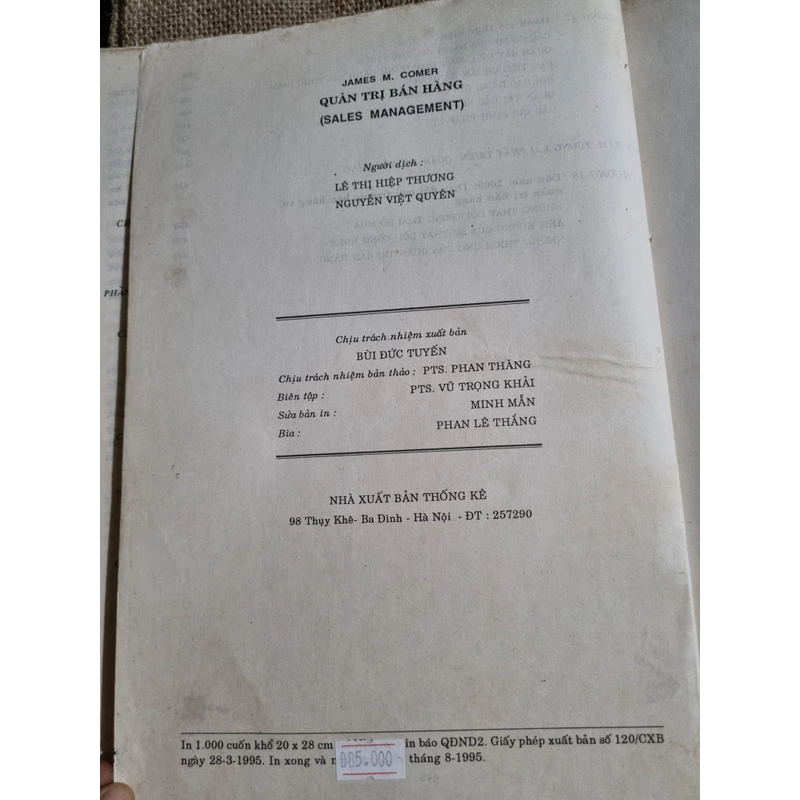 JAMES M. COMER
QUẢN TRỊ BÁN HÀNG
(SALES MANAGEMENT)
Người dịch :
LÊ THỊ HIỆP THƯƠNG
NGUYỄN VIỆT QUYÊN
Chịu trách nhiệm xuất bản
BÙI ĐỨC TUYẾN
Chịu trách nhiệm bản thảo : PTS. PHAN THĂNG
Biên tập : PTS. VŨ TRỌNG KHẢI
Sửa bản in : MINH MẪN
Bìa : PHAN LÊ THẮNG
NHÀ XUẤT BẢN THỐNG KÊ
98 Thụy Khê- Ba Đình - Hà Nội - ĐT : 257290
In 1.000 cuốn khổ 20 x 28 cm in báo QĐND2. Giấy phép xuất bản số 120/CXB
ngày 28-3-1995. In xong và tháng 8-1995.
Đ85.000